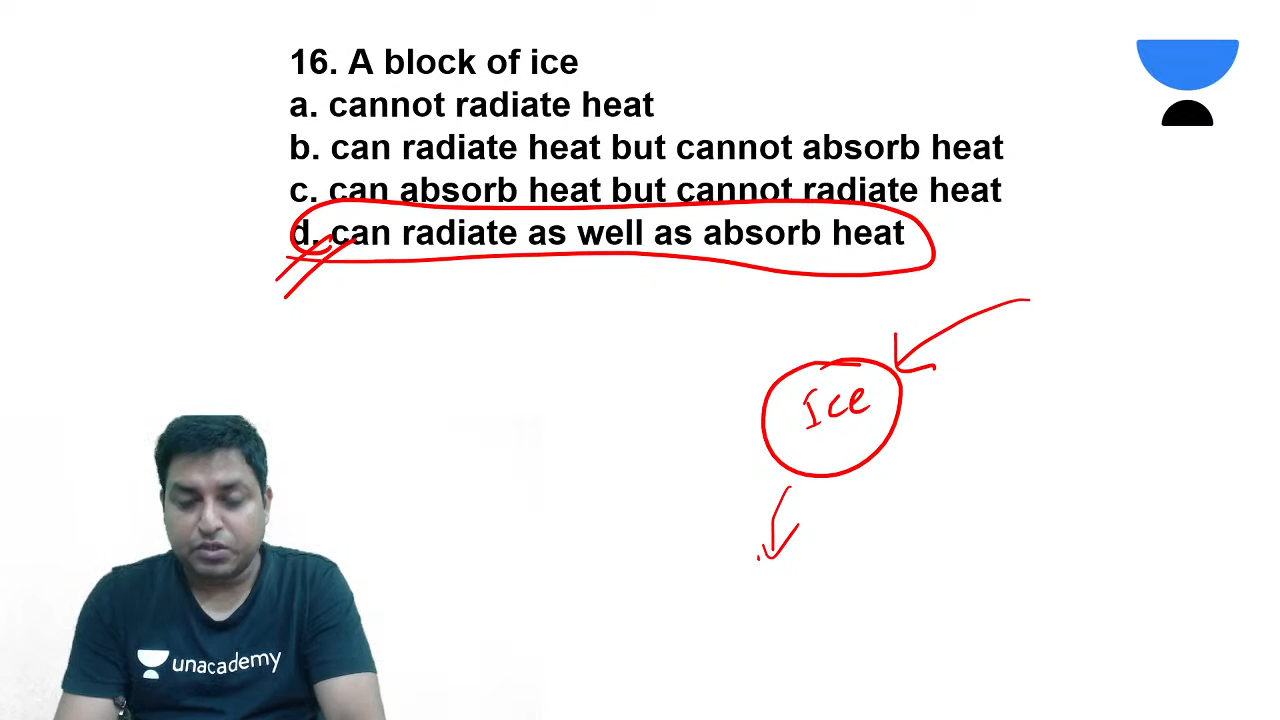 16. A block of ice
a. cannot radiate heat
b. can radiate heat but cannot absorb heat
c. can absorb heat but cannot radiate heat
d. can radiate as well as absorb heat
Ice
unacademy